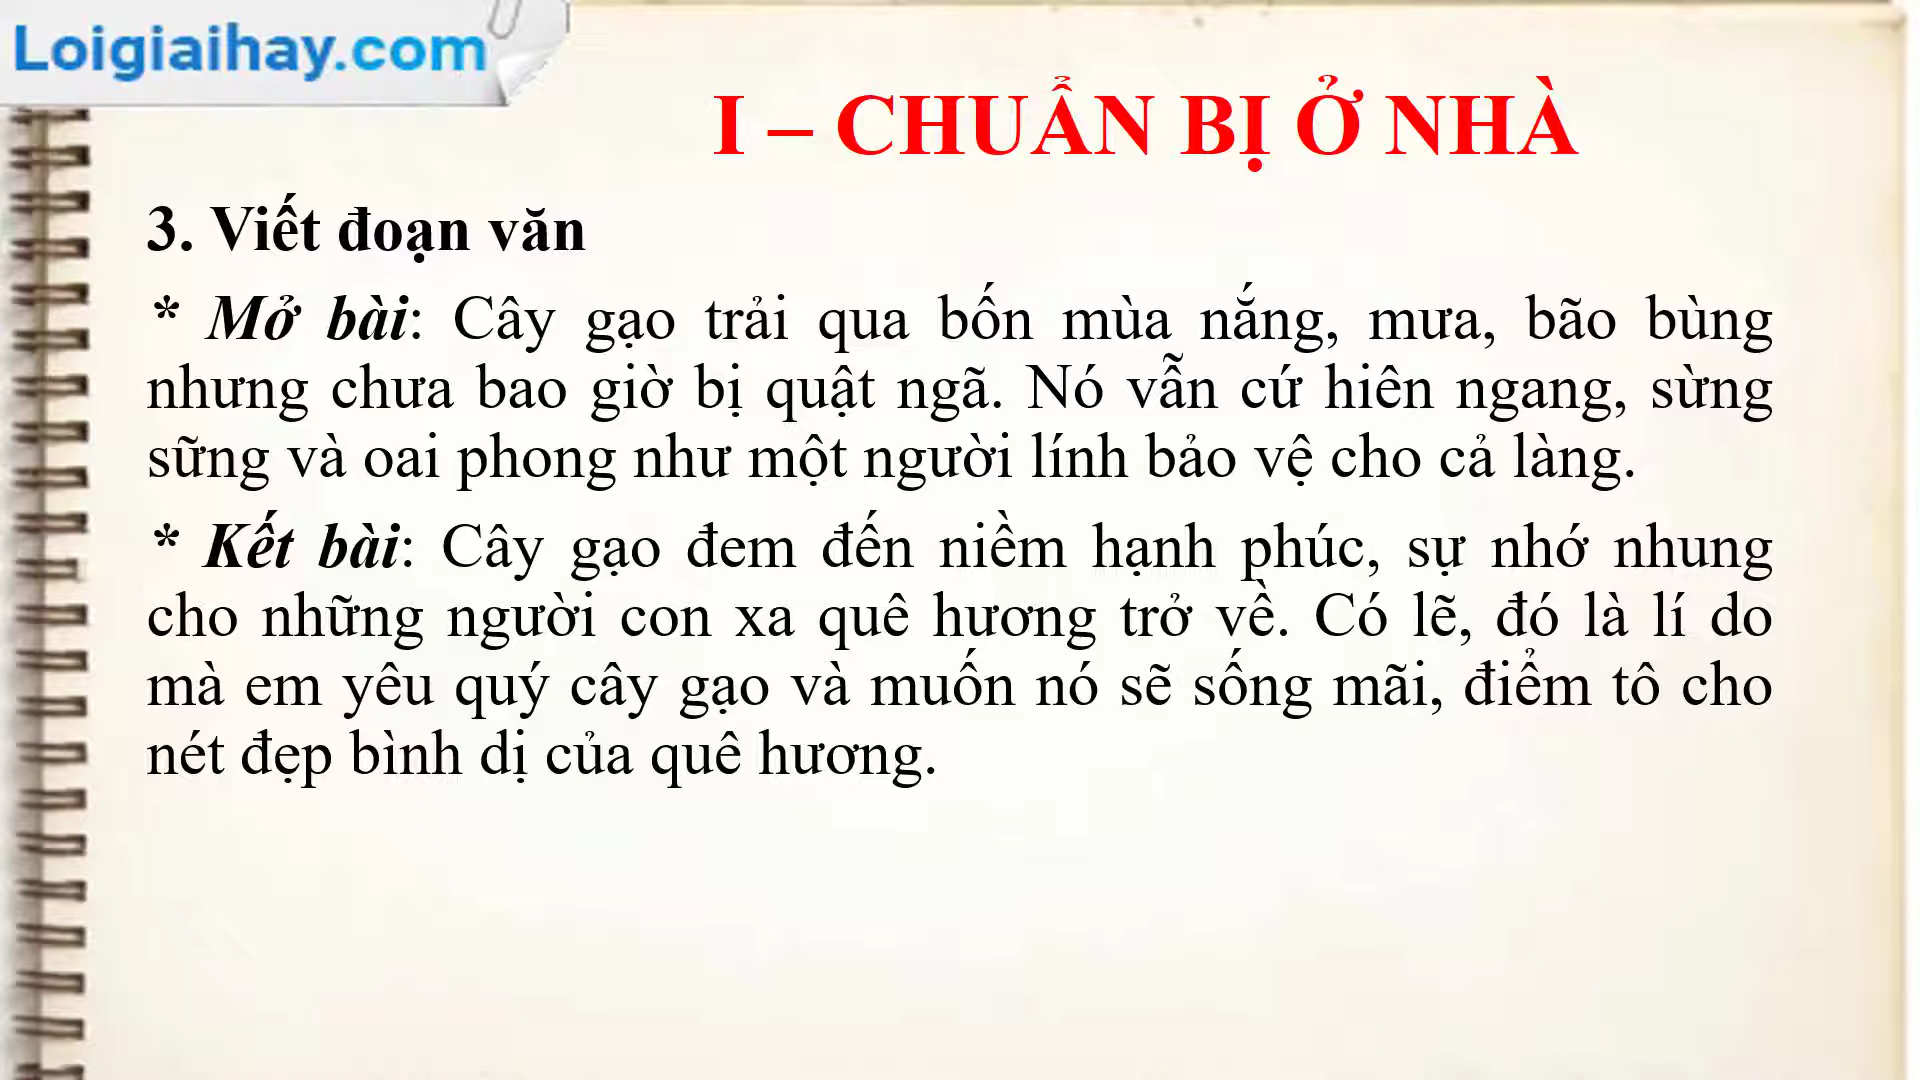 Loigiaihay.com
I – CHUẨN BỊ Ở NHÀ
3. Viết đoạn văn
* Mở bài: Cây gạo trải qua bốn mùa nắng, mưa, bão bùng
nhưng chưa bao giờ bị quật ngã. Nó vẫn cứ hiên ngang, sừng
sững và oai phong như một người lính bảo vệ cho cả làng.
* Kết bài: Cây gạo đem đến niềm hạnh phúc, sự nhớ nhung
cho những người con xa quê hương trở về. Có lẽ, đó là lí do
mà em yêu quý cây gạo và muốn nó sẽ sống mãi, điểm tô cho
nét đẹp bình dị của quê hương.